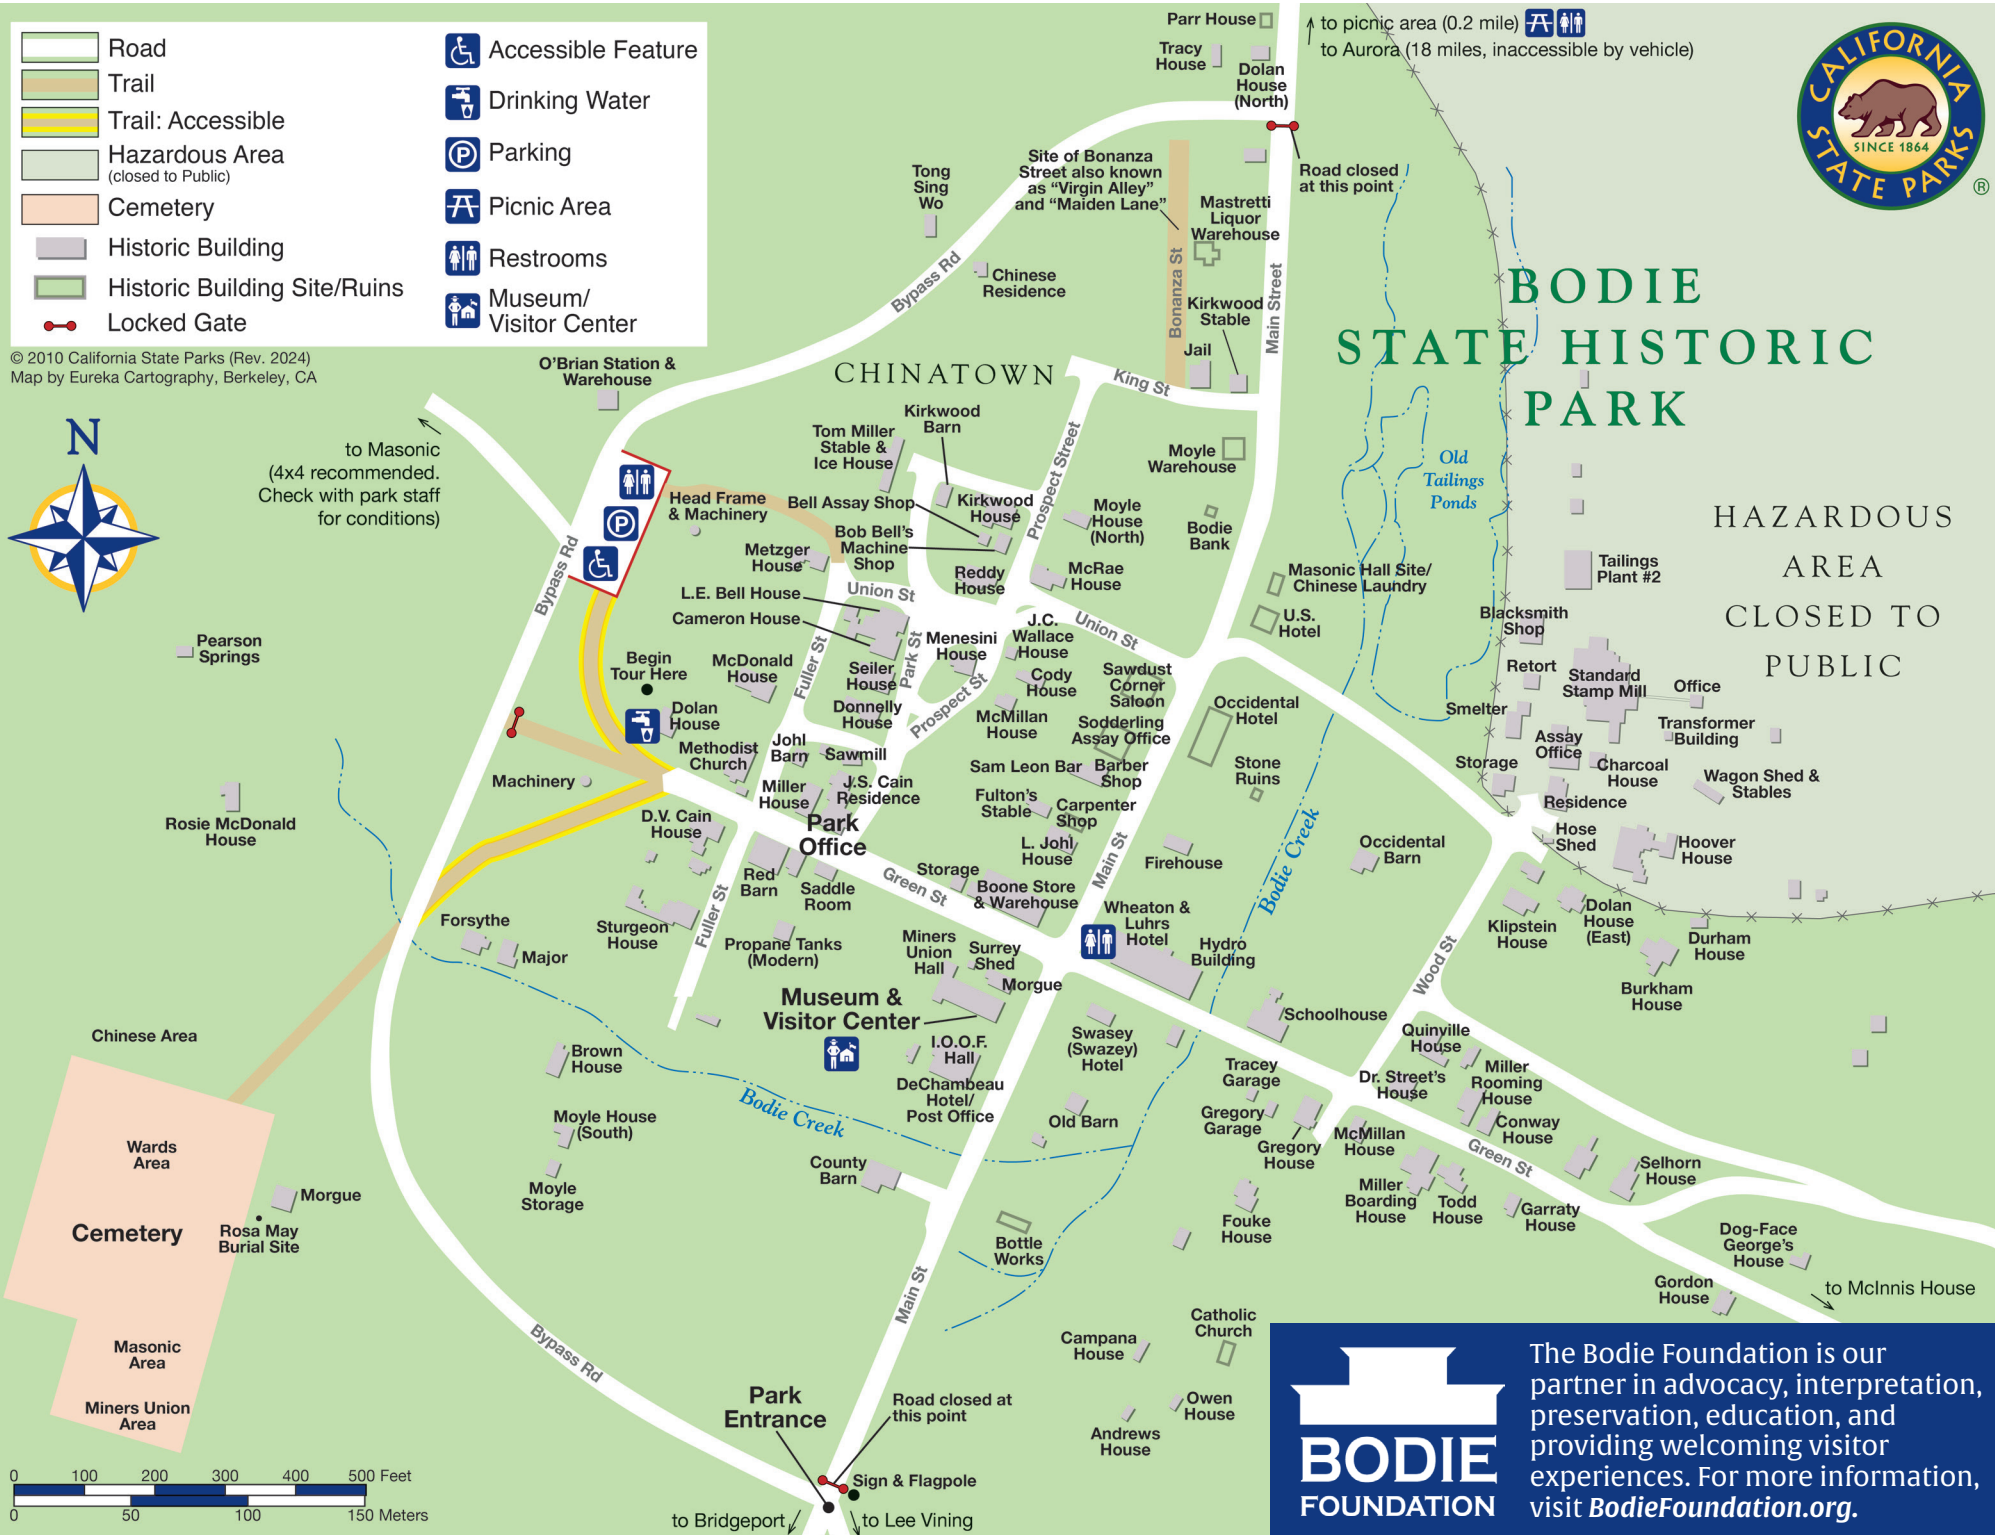 Road
Trail
Trail: Accessible
Hazardous Area
(closed to Public)
Cemetery
Historic Building
Historic Building Site/Ruins
Locked Gate
Accessible Feature
Drinking Water
Parking
Picnic Area
Restrooms
Museum/
Visitor Center
© 2010 California State Parks (Rev. 2024)
Map by Eureka Cartography, Berkeley, CA
N
to Masonic
(4x4 recommended.
Check with park staff
for conditions)
Parr House
Tracy
House
Dolan
House
(North)
to picnic area (0.2 mile)
to Aurora (18 miles, inaccessible by vehicle)
CALIFORNIA
STATE PARKS
SINCE 1864
®
Road closed
at this point
Site of Bonanza
Street also known
as “Virgin Alley”
and “Maiden Lane”
Mastretti
Liquor
Warehouse
Tong
Sing
Wo
Chinese
Residence
Bypass Rd
Bonanza St
Main Street
Kirkwood
Stable
Jail
King St
BODIE
STATE HISTORIC
PARK
O’Brian Station &
Warehouse
CHINATOWN
Kirkwood
Barn
Tom Miller
Stable &
Ice House
Prospect Street
Moyle
Warehouse
Old
Tailings
Ponds
HAZARDOUS
AREA
CLOSED TO
PUBLIC
P
Head Frame
& Machinery
Bell Assay Shop
Kirkwood
House
Moyle
House
(North)
Bodie
Bank
Bob Bell’s
Machine
Shop
Metzger
House
Reddy
House
McRae
House
Masonic Hall Site/
Chinese Laundry
Tailings
Plant #2
Bypass Rd
L.E. Bell House
Cameron House
Union St
Union St
U.S.
Hotel
Blacksmith
Shop
Pearson
Springs
Begin
Tour Here
McDonald
House
Fuller St
Seiler
House
Park St
Menesini
House
J.C.
Wallace
House
Cody
House
Sawdust
Corner
Saloon
Retort
Standard
Stamp Mill
Office
Dolan
House
Donnelly
House
Prospect St
McMillan
House
Sodderling
Assay Office
Occidental
Hotel
Smelter
Transformer
Building
Assay
Office
Methodist
Church
Johl
Barn
Sawmill
Sam Leon Bar
Barber
Shop
Stone
Ruins
Storage
Charcoal
House
Wagon Shed &
Stables
Machinery
Miller
House
J.S. Cain
Residence
Fulton’s
Stable
Carpenter
Shop
Residence
Rosie McDonald
House
D.V. Cain
House
Park
Office
L. Johl
House
Main St
Firehouse
Bodie Creek
Occidental
Barn
Hose
Shed
Hoover
House
Red
Barn
Saddle
Room
Green St
Storage
Boone Store
& Warehouse
Forsythe
Major
Sturgeon
House
Fuller St
Propane Tanks
(Modern)
Miners
Union
Hall
Surrey
Shed
Morgue
Wheaton &
Luhrs
Hotel
Hydro
Building
Wood St
Klipstein
House
Dolan
House
(East)
Durham
House
Burkham
House
Museum &
Visitor Center
Schoolhouse
Chinese Area
Brown
House
I.O.O.F.
Hall
Swasey
(Swazey)
Hotel
Quinville
House
DeChambeau
Hotel/
Post Office
Tracey
Garage
Dr. Street’s
House
Miller
Rooming
House
Bodie Creek
Moyle House
(South)
Old Barn
Gregory
Garage
Gregory
House
McMillan
House
Conway
House
Green St
Wards
Area
County
Barn
Selhorn
House
Moyle
Storage
Morgue
Cemetery
Rosa May
Burial Site
Miller
Boarding
House
Todd
House
Garraty
House
Fouke
House
Bottle
Works
Dog-Face
George’s
House
Gordon
House
to McInnis House
Main St
Masonic
Area
Bypass Rd
Campana
House
Catholic
Church
Miners Union
Area
Park
Entrance
Road closed at
this point
Owen
House
Andrews
House
Sign & Flagpole
to Bridgeport
to Lee Vining
0 100 200 300 400 500 Feet
0 50 100 150 Meters
BODIE
FOUNDATION
The Bodie Foundation is our
partner in advocacy, interpretation,
preservation, education, and
providing welcoming visitor
experiences. For more information,
visit BodieFoundation.org.